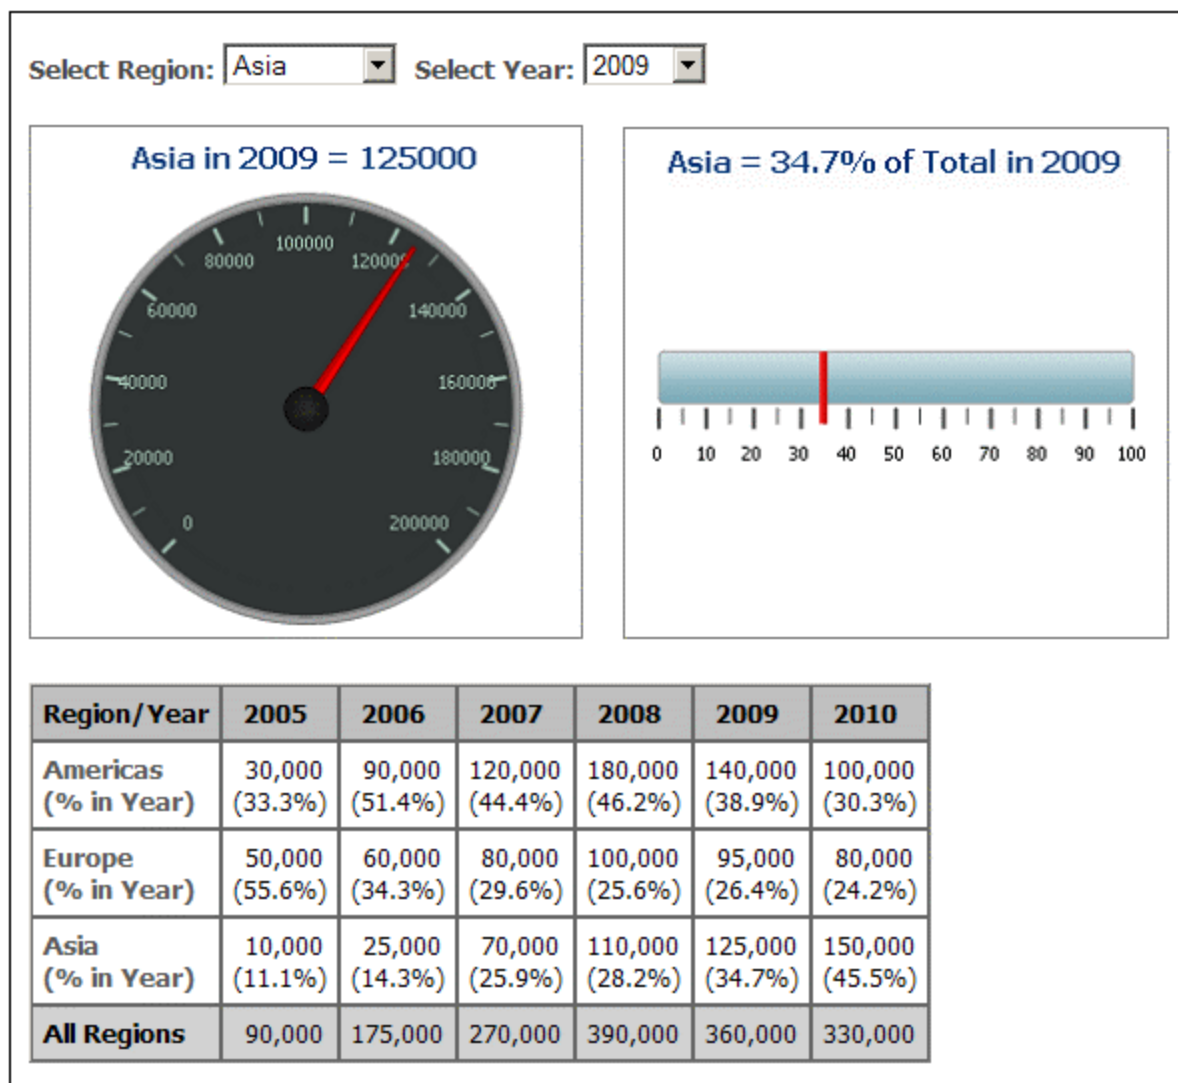 Select Region: Asia Select Year: 2009
Asia in 2009 = 125000
100000
80000 120000
60000 140000
40000 160000
20000 180000
0 200000
Asia = 34.7% of Total in 2009
0 10 20 30 40 50 60 70 80 90 100
Region/Year 2005 2006 2007 2008 2009 2010
Americas 30,000 90,000 120,000 180,000 140,000 100,000
(% in Year) (33.3%) (51.4%) (44.4%) (46.2%) (38.9%) (30.3%)
Europe 50,000 60,000 80,000 100,000 95,000 80,000
(% in Year) (55.6%) (34.3%) (29.6%) (25.6%) (26.4%) (24.2%)
Asia 10,000 25,000 70,000 110,000 125,000 150,000
(% in Year) (11.1%) (14.3%) (25.9%) (28.2%) (34.7%) (45.5%)
All Regions 90,000 175,000 270,000 390,000 360,000 330,000